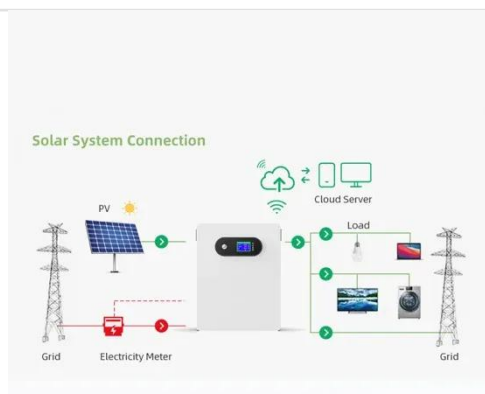 Solar System Connection
Cloud Server
PV
Load
Grid
Electricity Meter
Grid